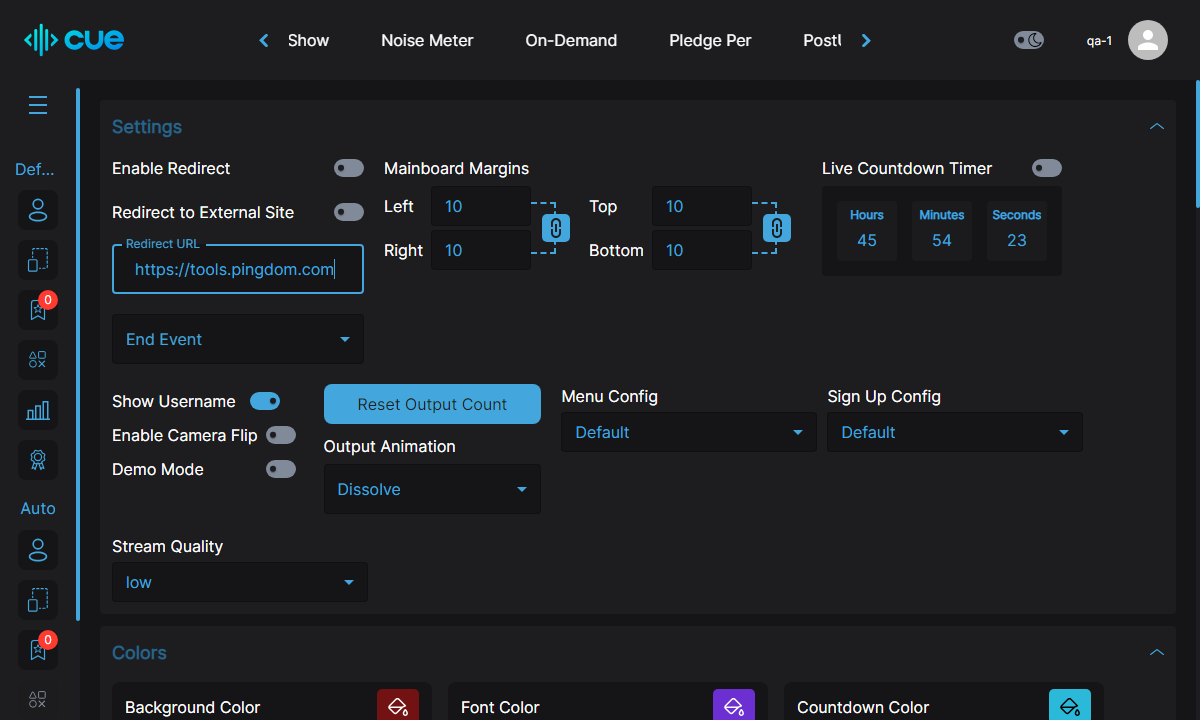 cue
Show
Noise Meter
On-Demand
Pledge Per
qa-1
Settings
Def...
0
Auto
0
Enable Redirect
Redirect to External Site
Redirect URL
https://tools.pingdom.com
End Event
Mainboard Margins
Left
10
Right
10
Top
10
Bottom
10
Live Countdown Timer
Hours
Minutes
Seconds
45
54
23
Show Username
Enable Camera Flip
Demo Mode
Reset Output Count
Output Animation
Dissolve
Menu Config
Default
Sign Up Config
Default
Stream Quality
low
Colors
Background Color
Font Color
Countdown Color